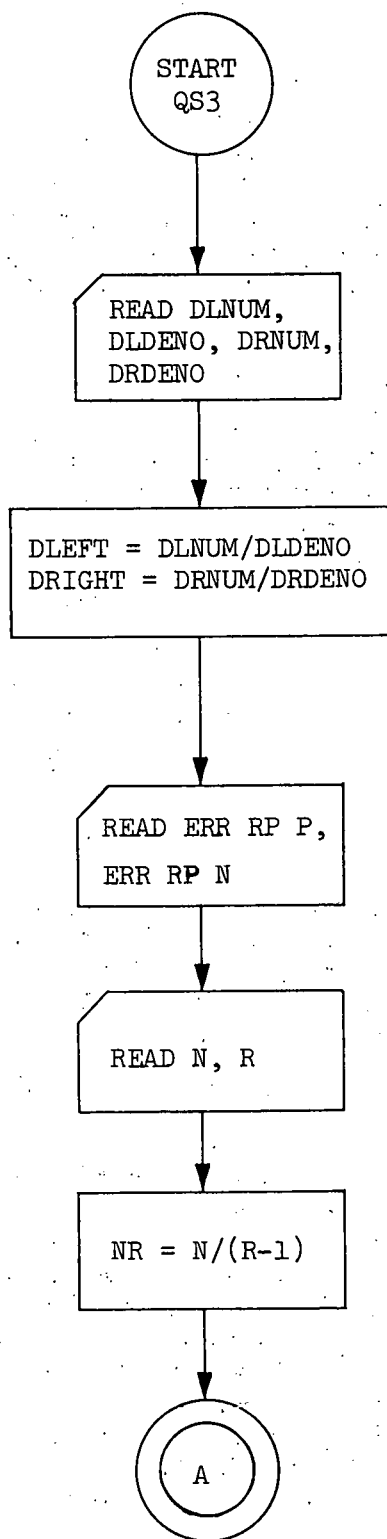 START
QS3
READ DLNUM,
DLDENO, DRNUM,
DRDENO
DLEFT = DLNUM/DLDENO
DRIGHT = DRNUM/DRDENO
READ ERR RP P,
ERR RP N
READ N, R
NR = N/(R-1)
A